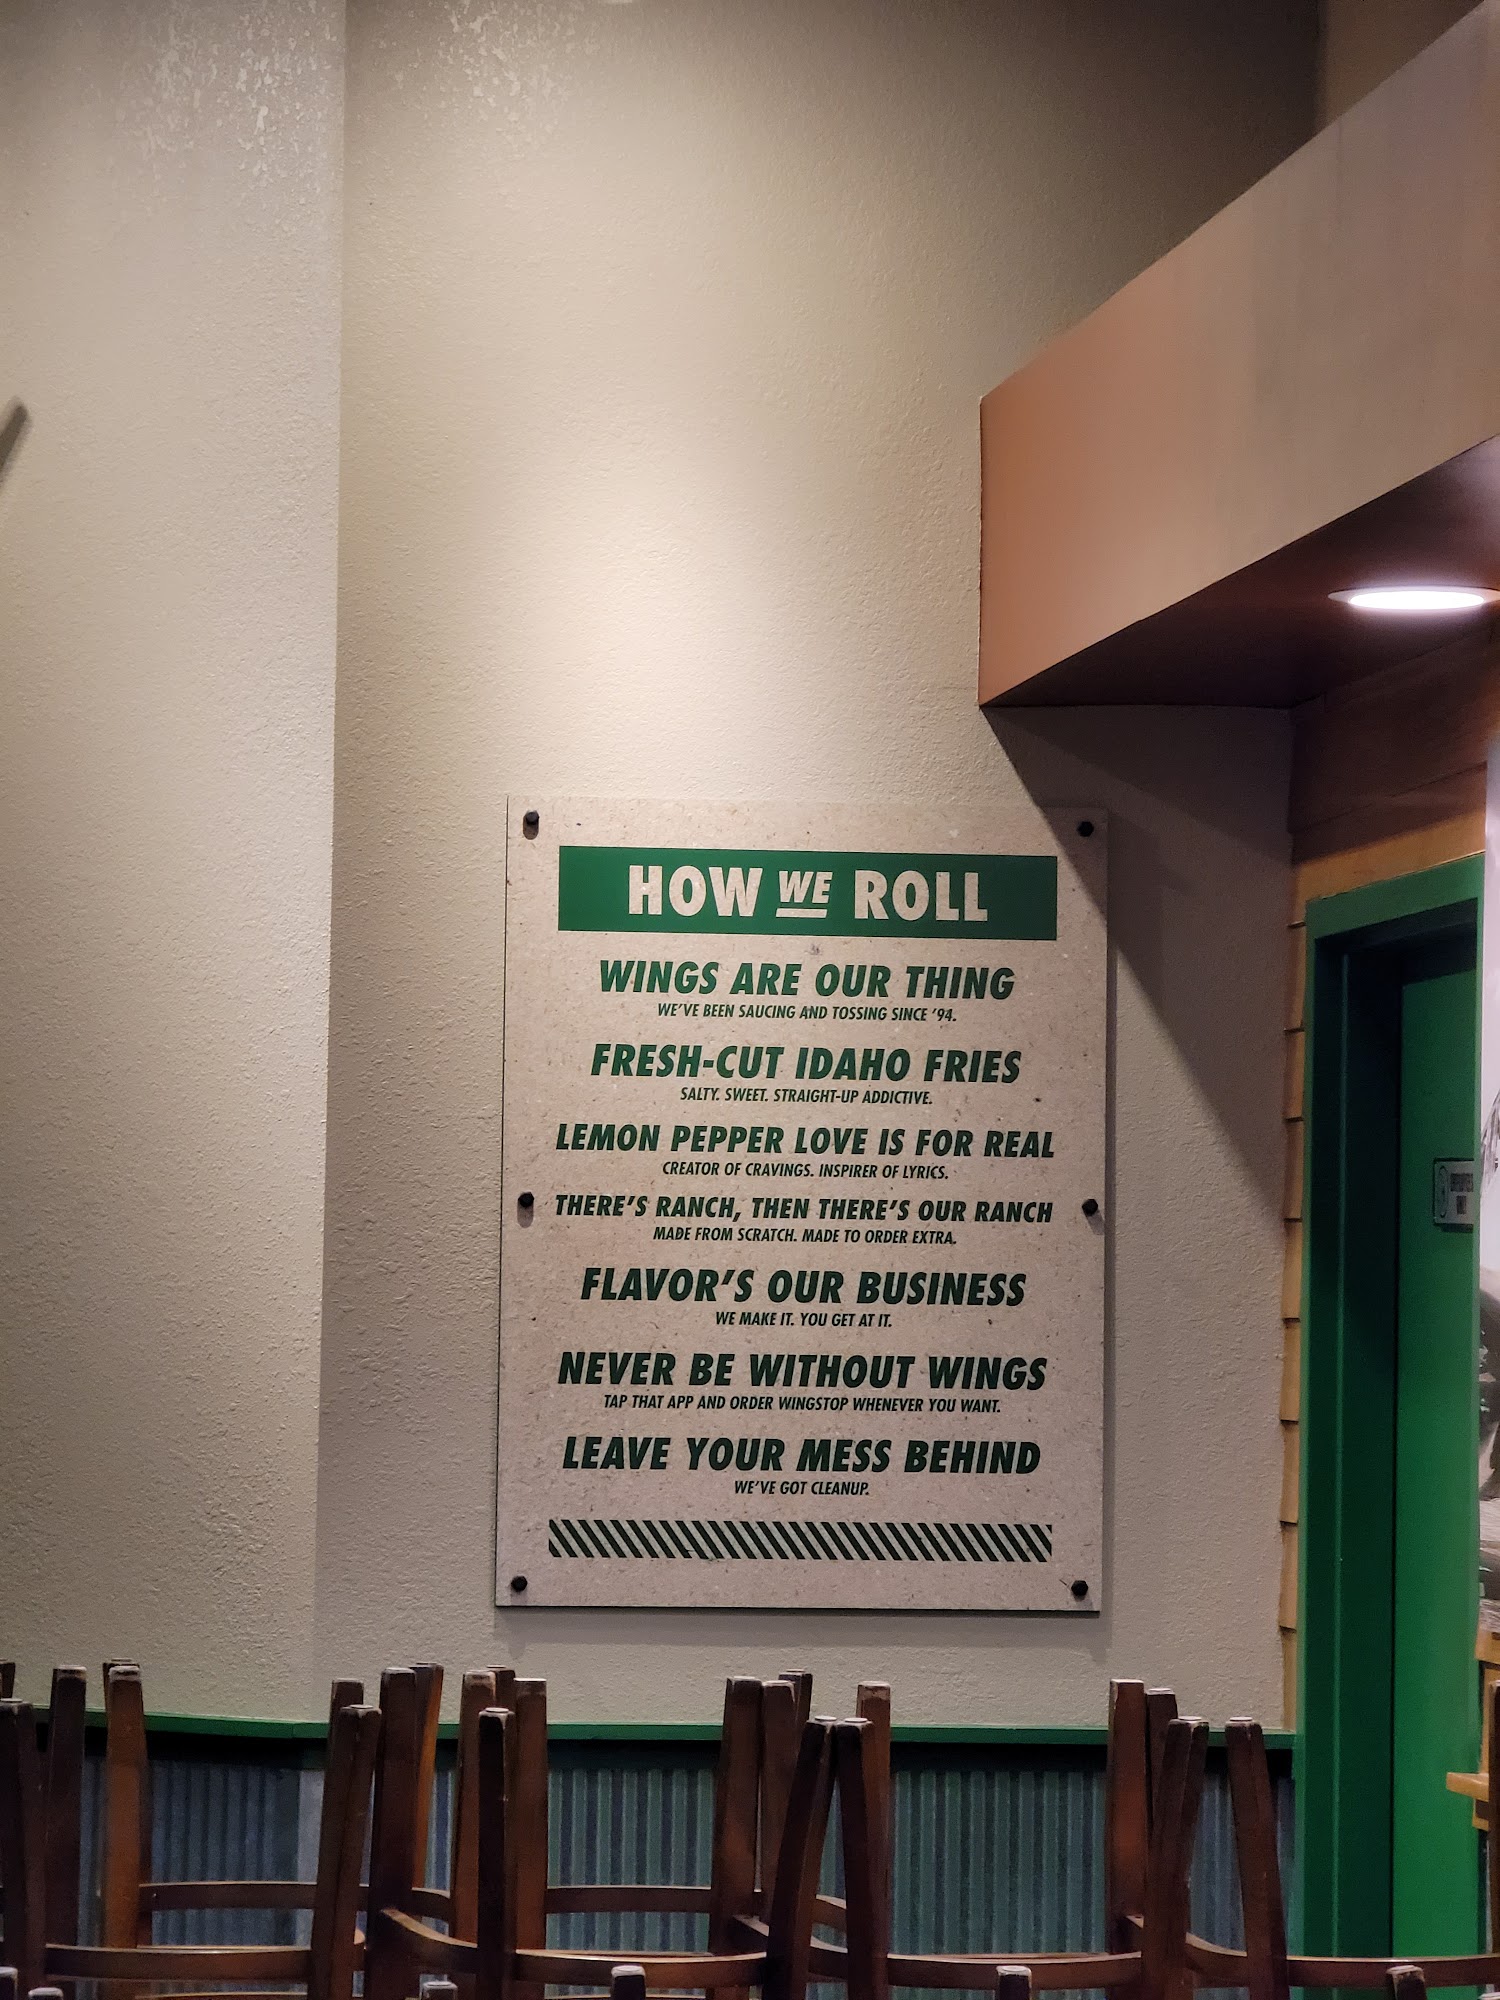 HOW WE ROLL
WINGS ARE OUR THING
WE'VE BEEN SAUCING AND TOSSING SINCE '94.
FRESH-CUT IDAHO FRIES
SALTY. SWEET. STRAIGHT-UP ADDICTIVE.
LEMON PEPPER LOVE IS FOR REAL
CREATOR OF CRAVINGS. INSPIRER OF LYRICS.
THERE'S RANCH, THEN THERE'S OUR RANCH
MADE FROM SCRATCH. MADE TO ORDER EXTRA.
FLAVOR'S OUR BUSINESS
WE MAKE IT. YOU GET AT IT.
NEVER BE WITHOUT WINGS
TAP THAT APP AND ORDER WINGSTOP WHENEVER YOU WANT.
LEAVE YOUR MESS BEHIND
WE'VE GOT CLEANUP.